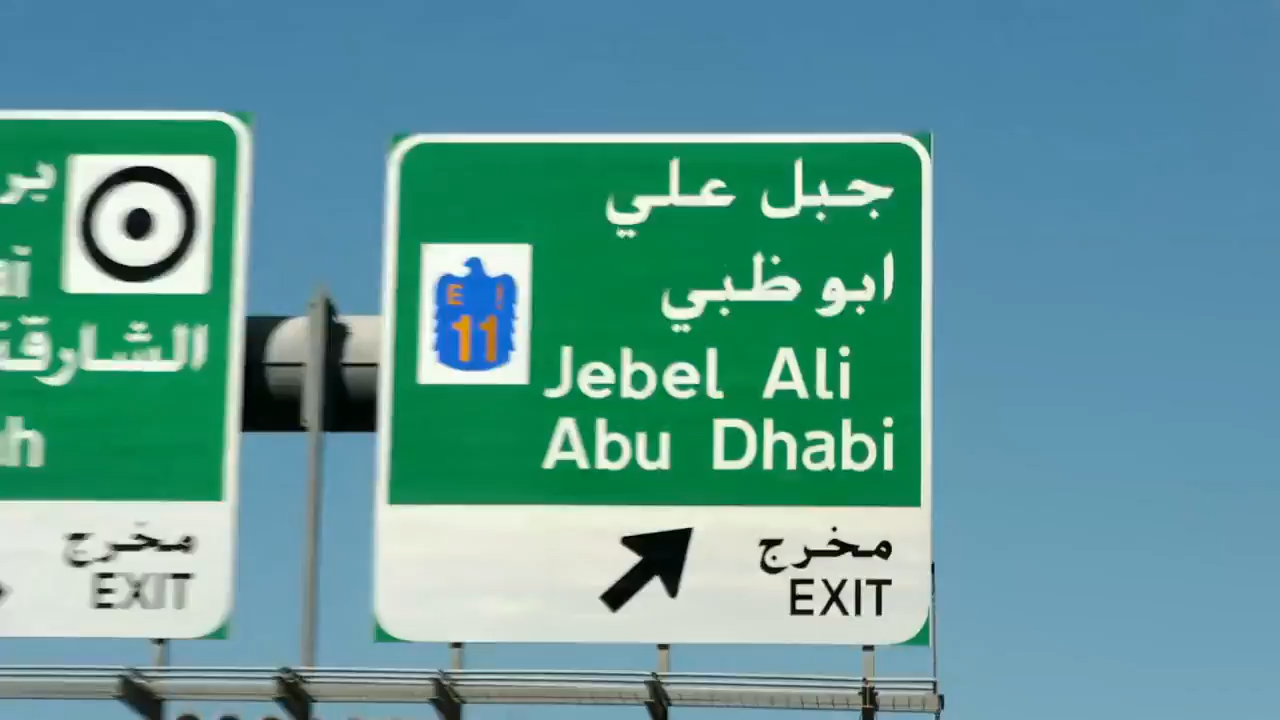 جبل علي
ابو ظبي
E
11
Jebel Ali
Abu Dhabi
مخرج
EXIT
الشارقة
مخرج
EXIT